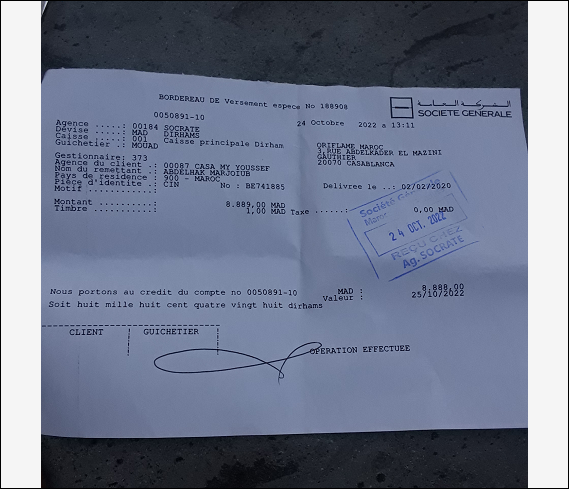 BORDEREAU DE Versement espece No 188908
الشركة العامة
SOCIETE GENERALE
0050891-10
24 Octobre 2022 a 13:11
Agence .....: 00184 SOCRATE
Devise .....: MAD DIRHAMS
Caisse .....: 001 Caisse principale Dirham
Guichetier .: MOUAD
ORIFLAME MAROC
3,RUE ABDELKADER EL MAZINI
GAUTHIER
20070 CASABLANCA
Gestionnaire: 373
Agence du client .: 00087 CASA MY YOUSSEF
Nom du remettant .: ABDELHAK MARJOIUB
Pays de residence : 900 - MAROC
Pièce d'identite .: CIN No : BE741885 Delivree le ..: 02/02/2020
Motif ............:
Montant ..........: 8.889,00 MAD
Timbre ..........: 1,00 MAD Taxe ......: 0,00 MAD
Société Générale
Maroc
24 OCT. 2022
REÇU CHEZ
Ag. SOCRATE
Nous portons au credit du compte no 0050891-10 MAD : 8.888,00
Valeur : 25/10/2022
Soit huit mille huit cent quatre vingt huit dirhams
CLIENT GUICHETIER
OPERATION EFFECTUEE